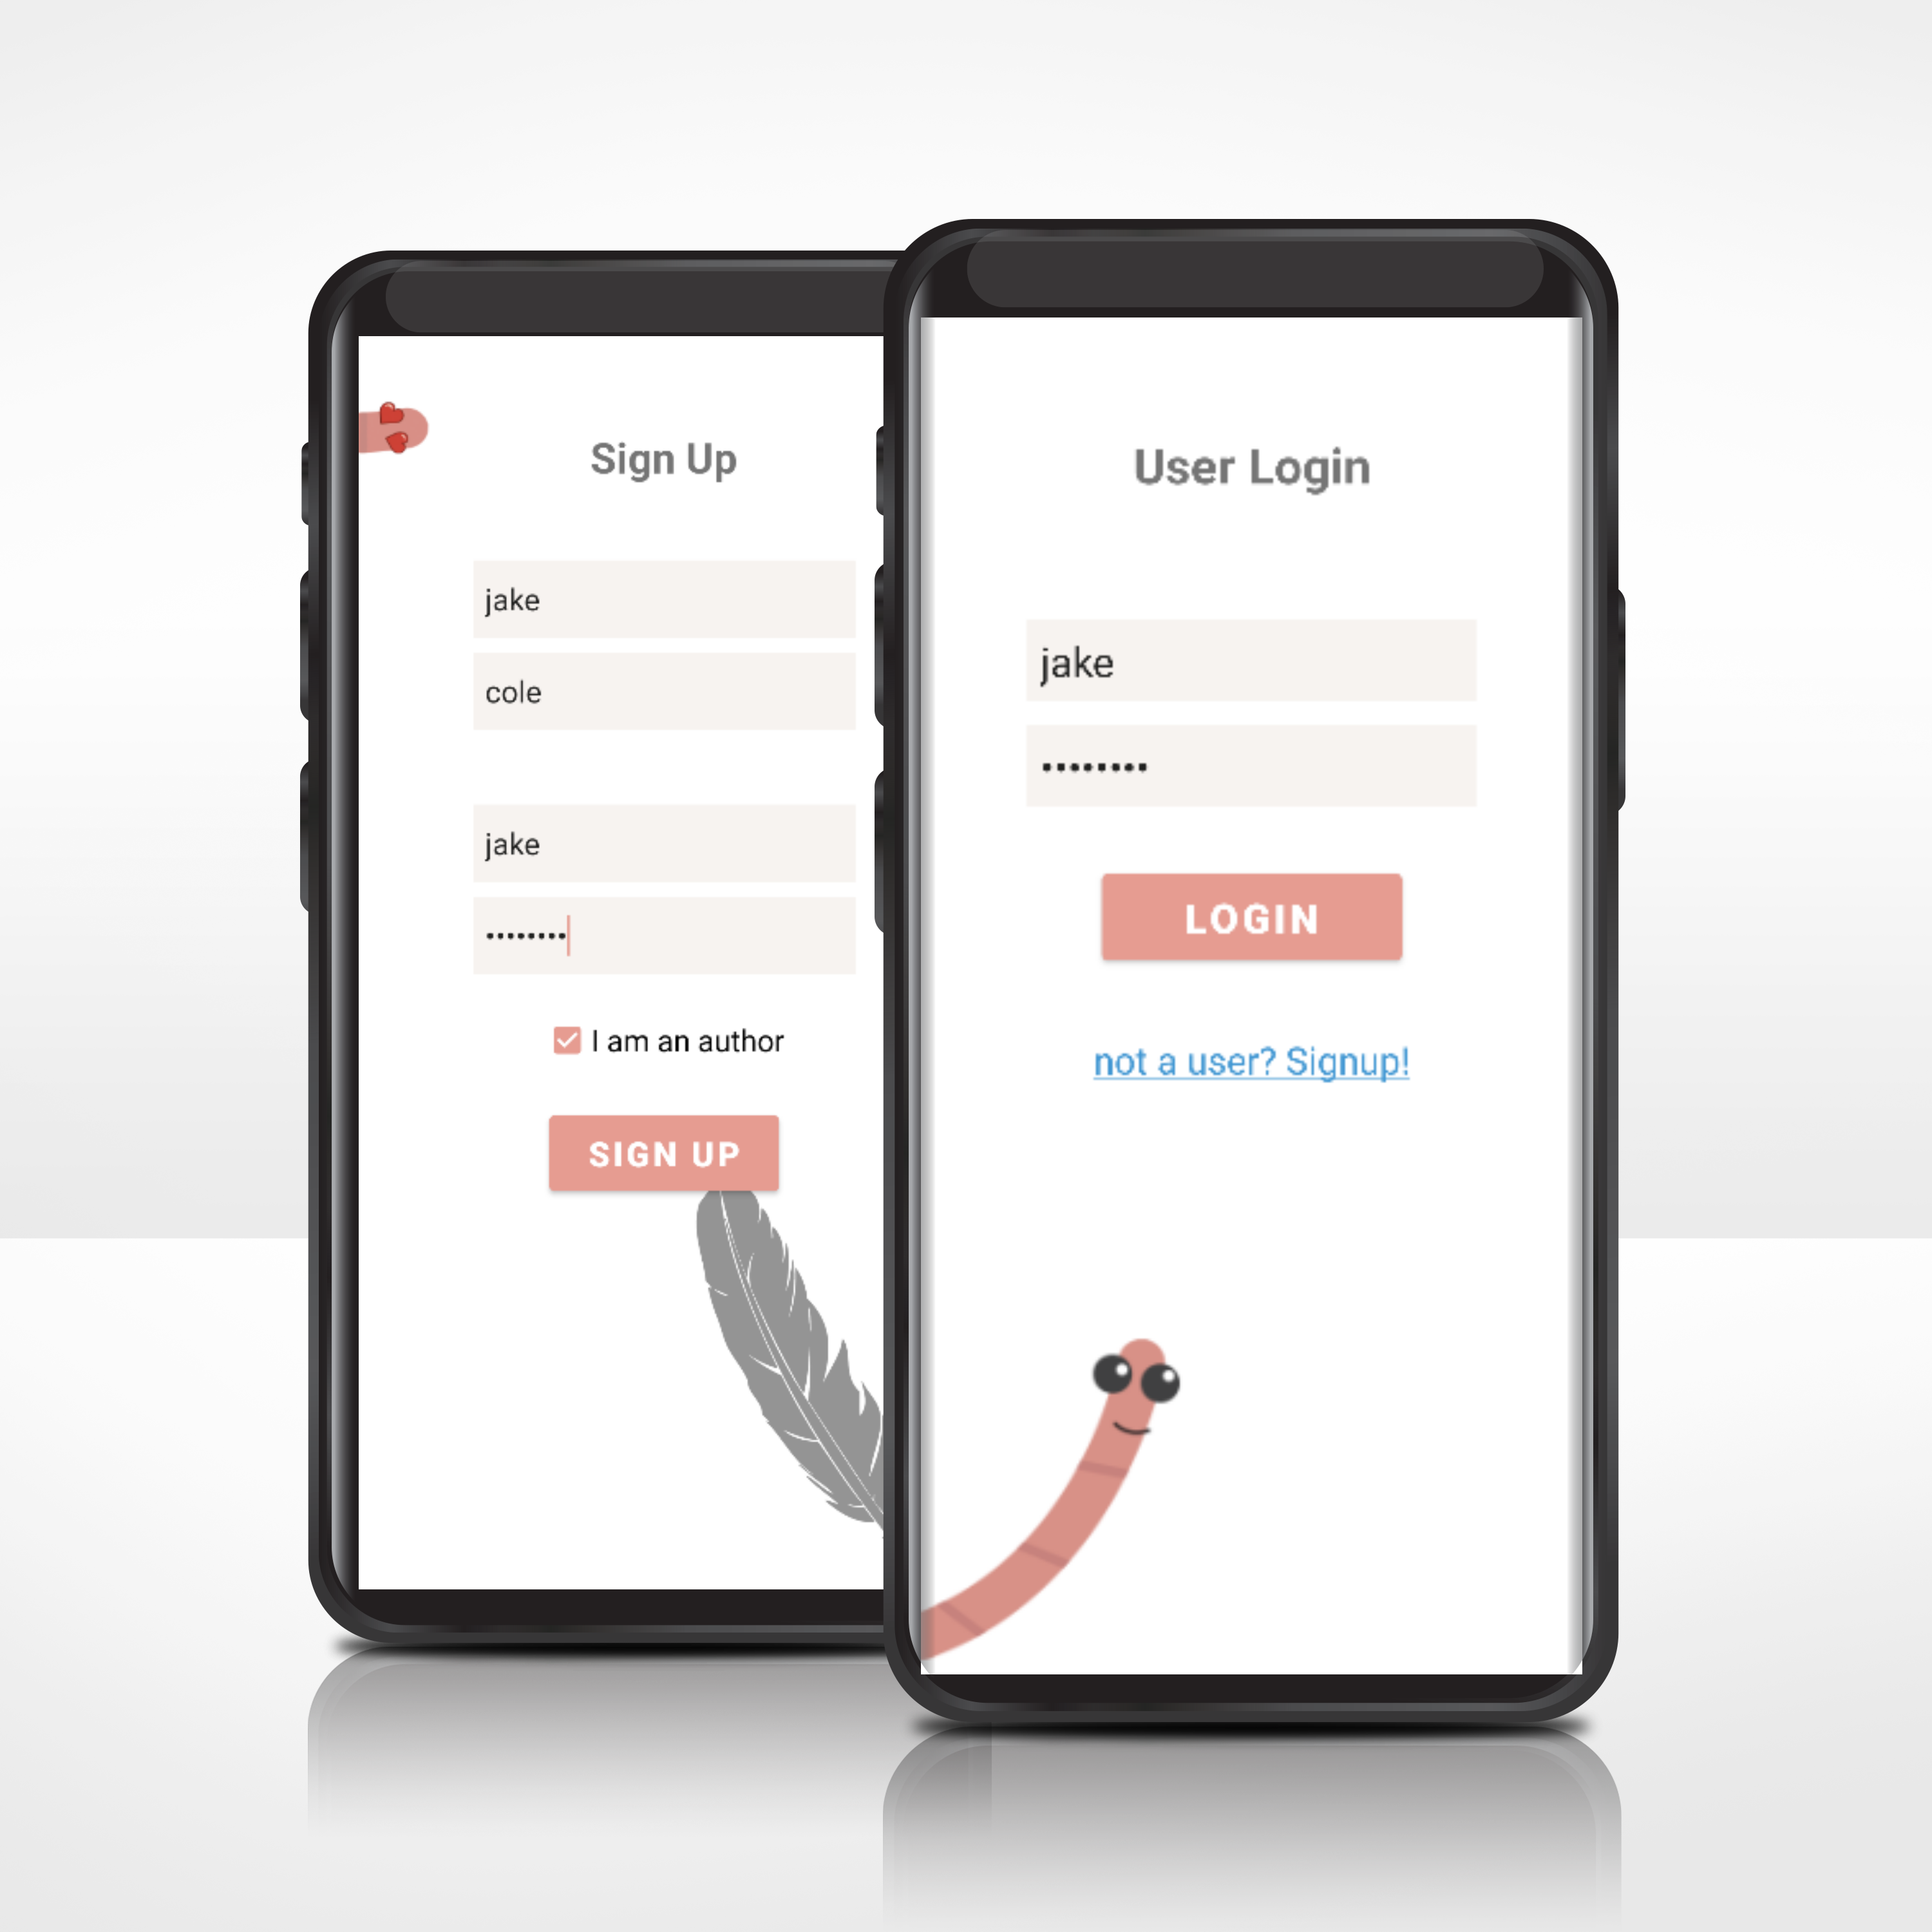 Sign Up
jake
cole
jake
••••••••
I am an author
SIGN UP
User Login
jake
••••••••
LOGIN
not a user? Signup!